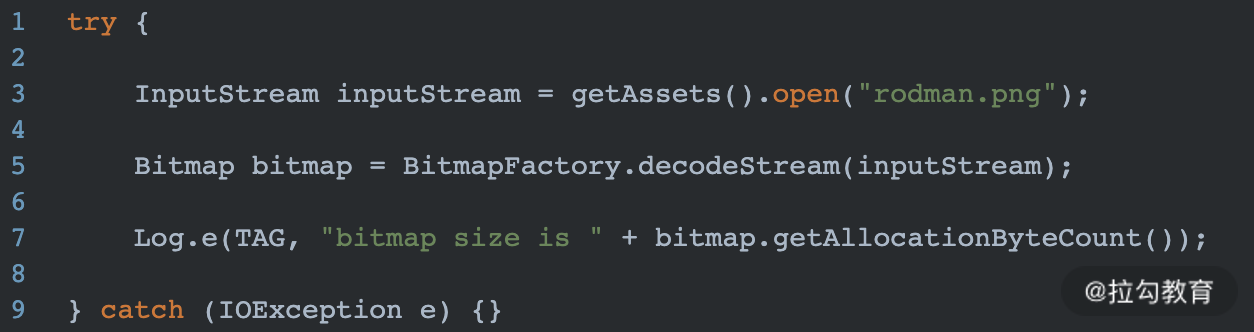 1 try {
2
3 InputStream inputStream = getAssets().open("rodman.png");
4
5 Bitmap bitmap = BitmapFactory.decodeStream(inputStream);
6
7 Log.e(TAG, "bitmap size is " + bitmap.getAllocationByteCount());
8
9 } catch (IOException e) {}
@拉勾教育